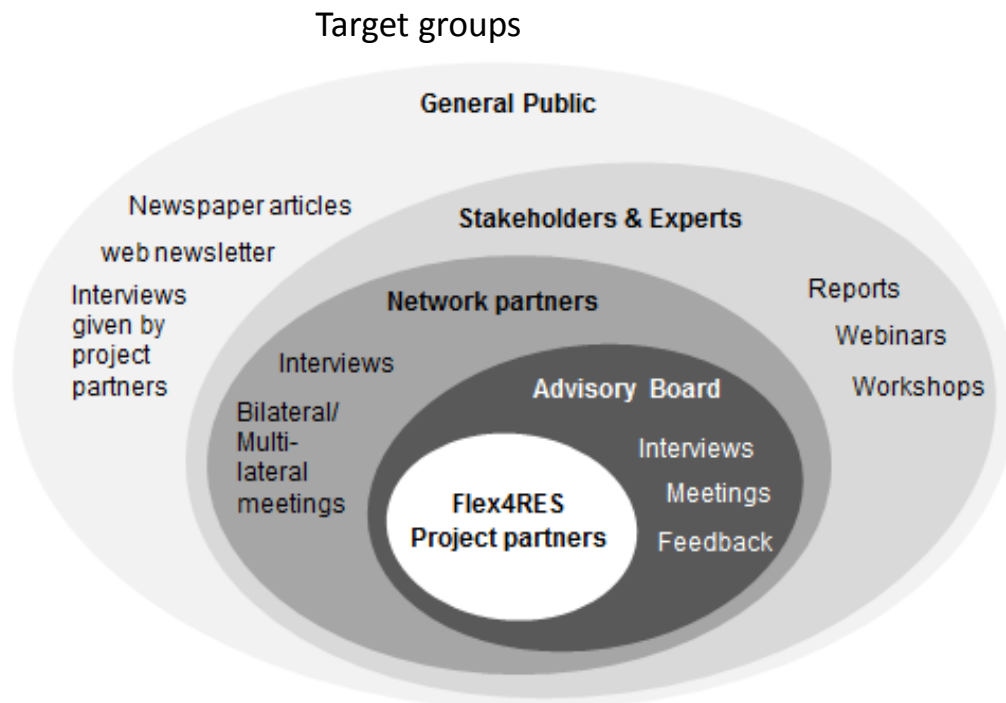 Target groups
General Public
Newspaper articles
web newsletter
Interviews
given by
project
partners
Stakeholders & Experts
Reports
Webinars
Workshops
Network partners
Interviews
Bilateral/
Multi-
lateral
meetings
Advisory Board
Interviews
Meetings
Feedback
Flex4RES
Project partners